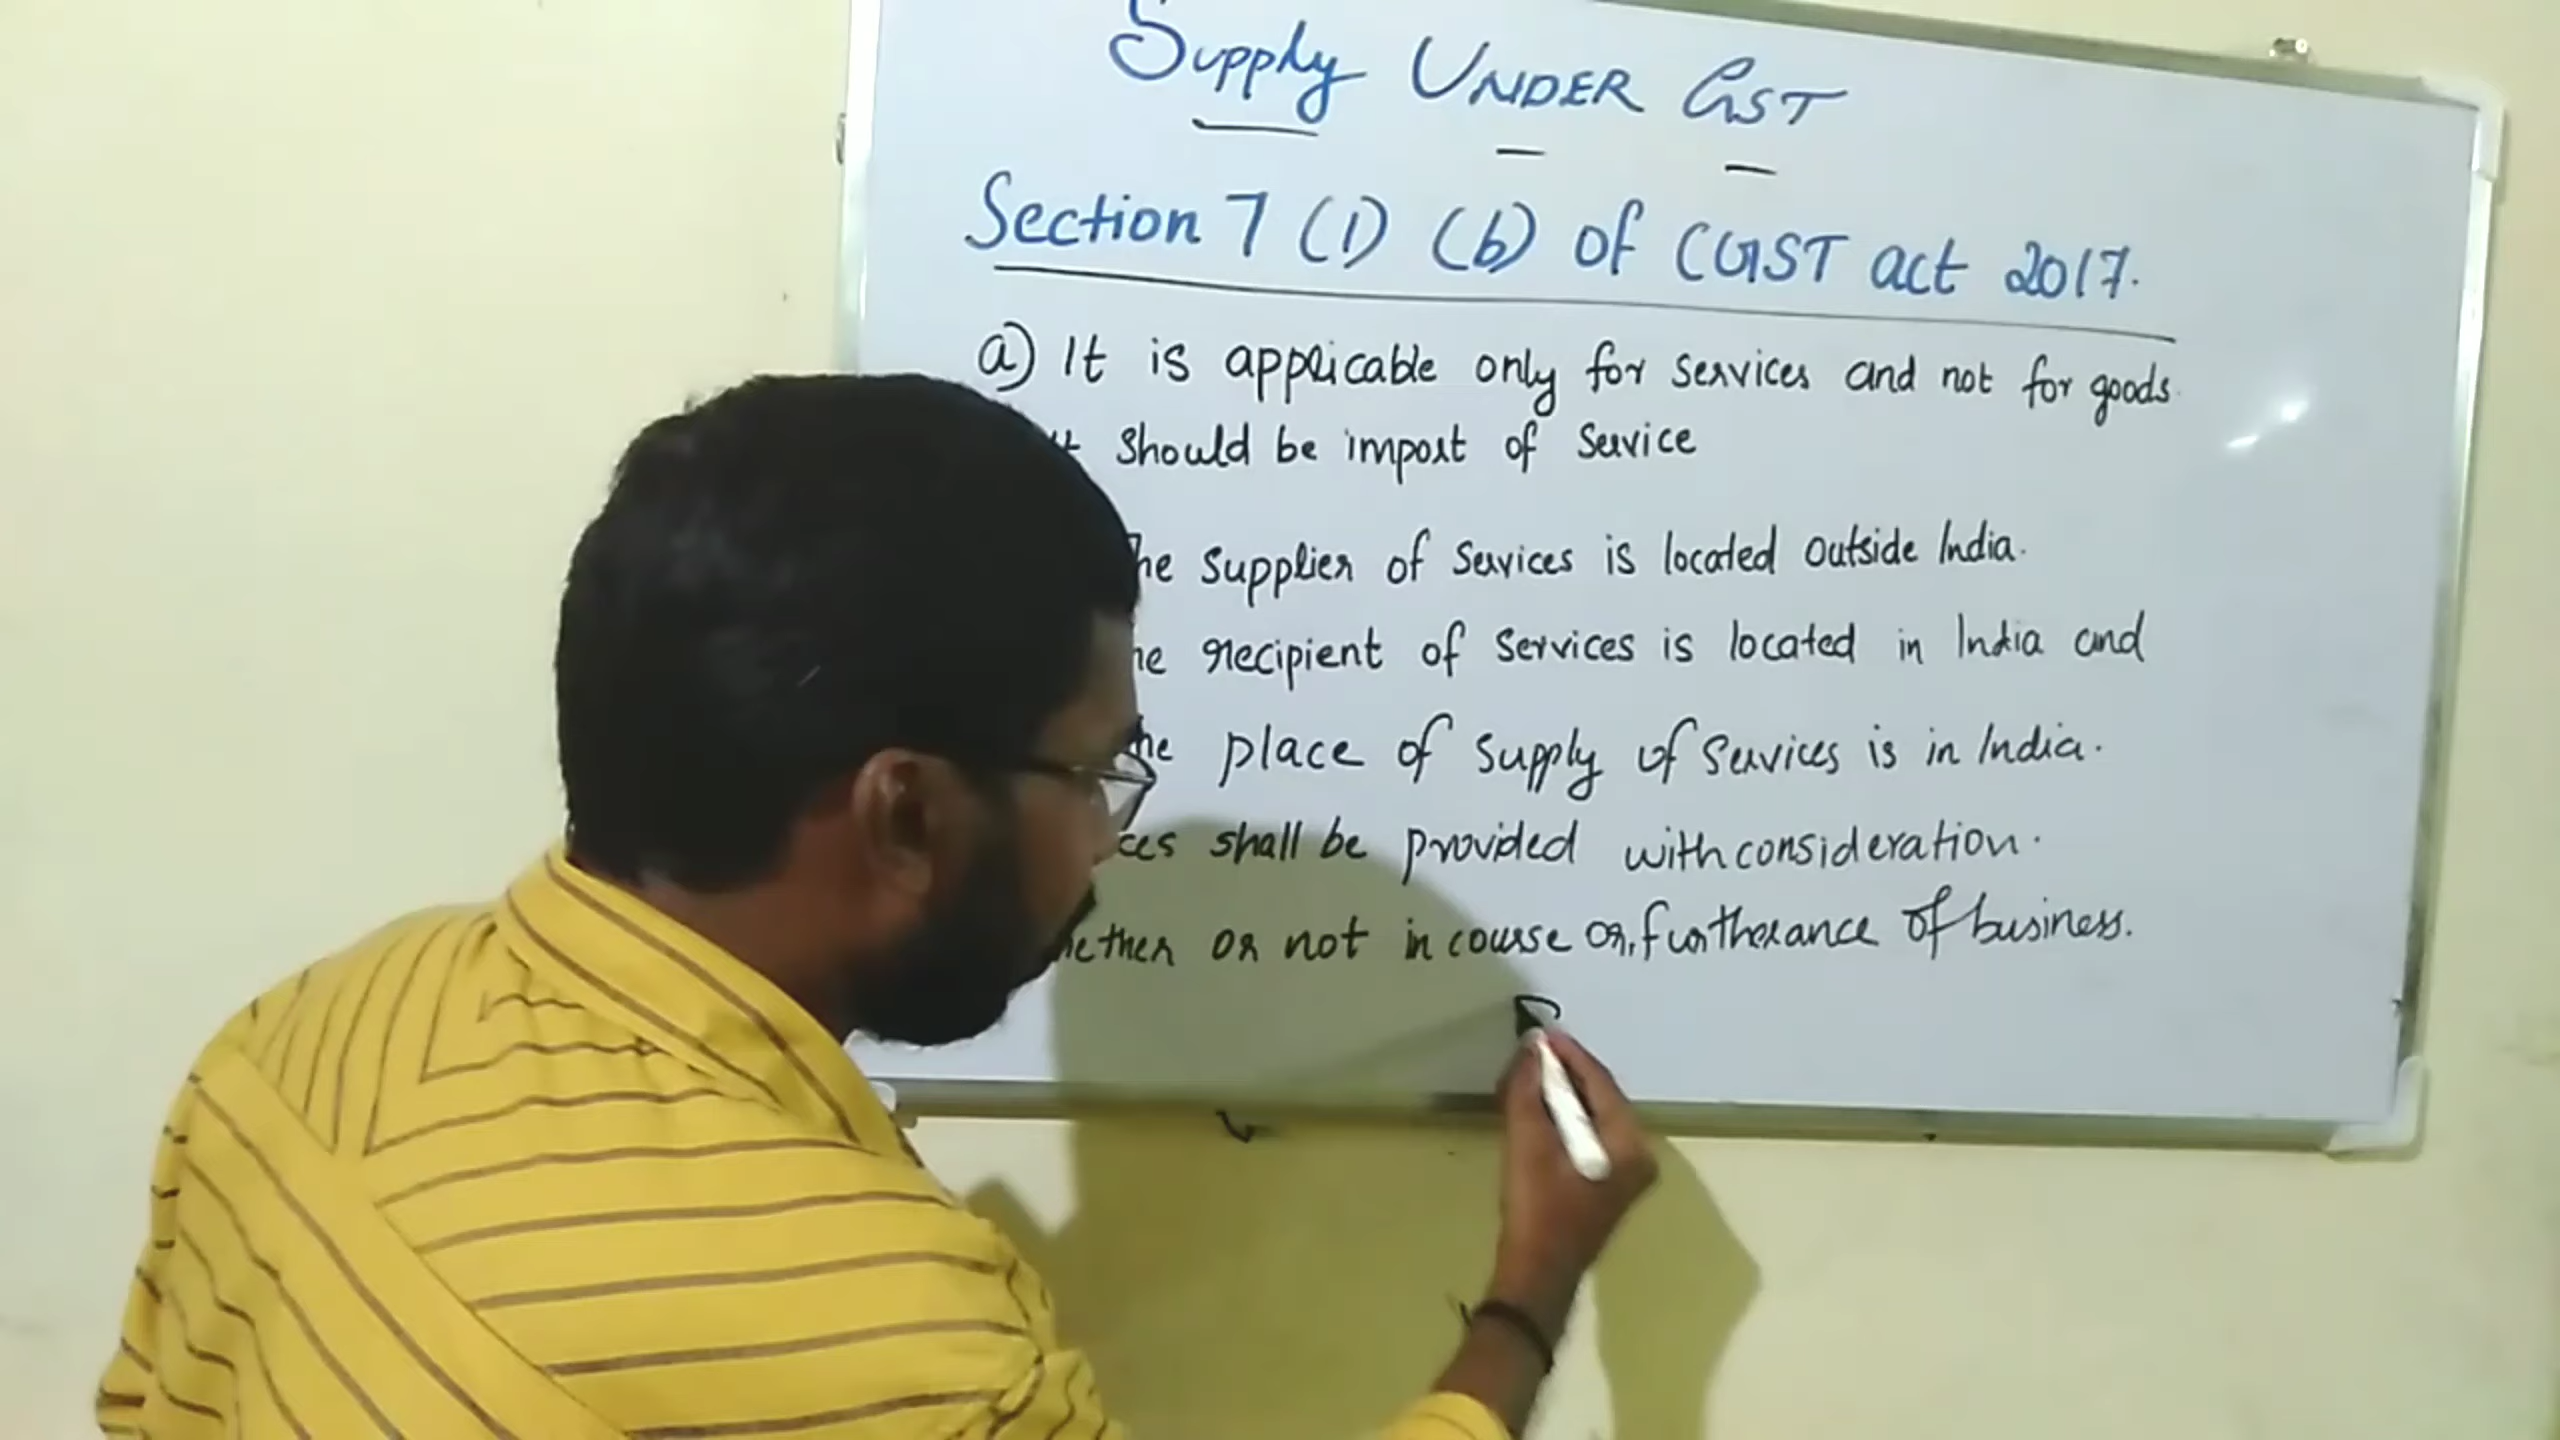 Supply UNDER GST
Section 7 (1) (b) of CGST act 2017.
a) It is applicable only for services and not for goods.
should be import of Service
Supplier of Services is located outside India.
recipient of Services is located in India and
place of supply of Services is in India.
shall be provided with consideration.
or not in course or, furtherance of business.